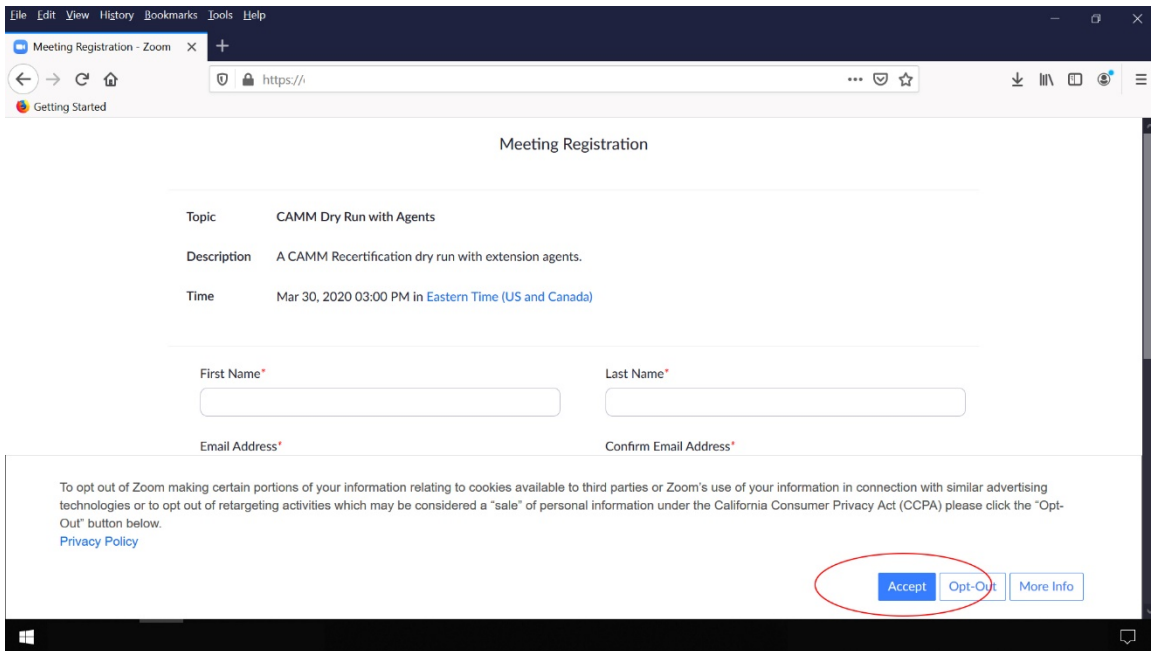 File Edit View History Bookmarks Tools Help
Meeting Registration - Zoom
https://
Getting Started
Meeting Registration
Topic CAMM Dry Run with Agents
Description A CAMM Recertification dry run with extension agents.
Time Mar 30, 2020 03:00 PM in Eastern Time (US and Canada)
First Name* Last Name*
Email Address* Confirm Email Address*
To opt out of Zoom making certain portions of your information relating to cookies available to third parties or Zoom's use of your information in connection with similar advertising
technologies or to opt out of retargeting activities which may be considered a “sale” of personal information under the California Consumer Privacy Act (CCPA) please click the “Opt-
Out” button below.
Privacy Policy
Accept Opt-Out More Info